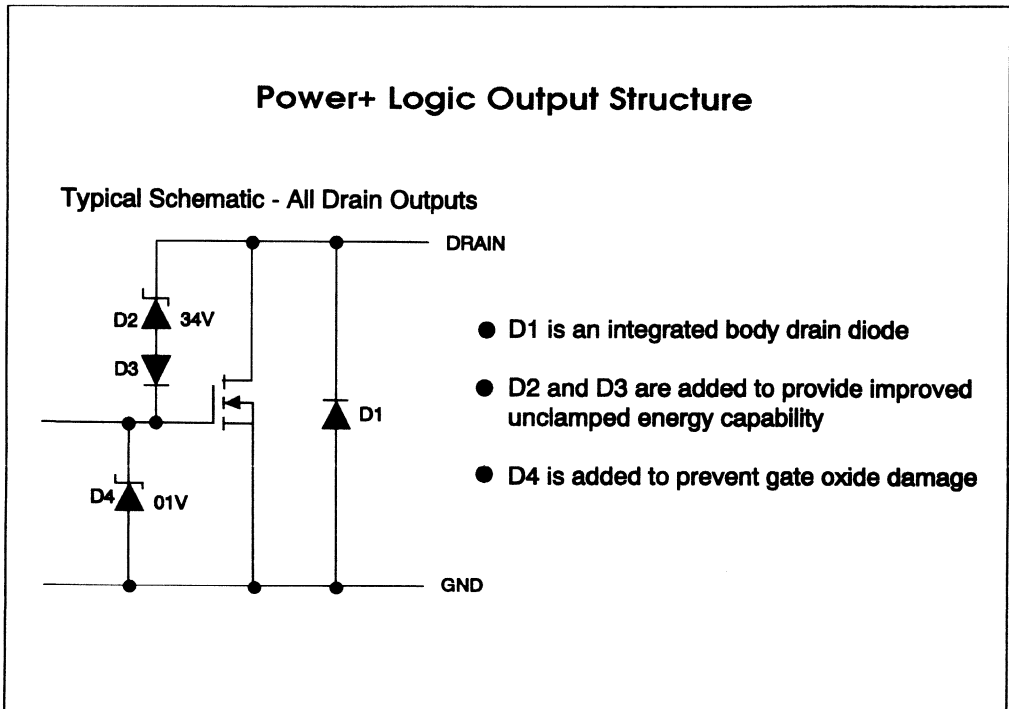 Power+ Logic Output Structure
Typical Schematic - All Drain Outputs
DRAIN
D2 34V
D3
D1
D4 01V
GND
● D1 is an integrated body drain diode
● D2 and D3 are added to provide improved
unclamped energy capability
● D4 is added to prevent gate oxide damage